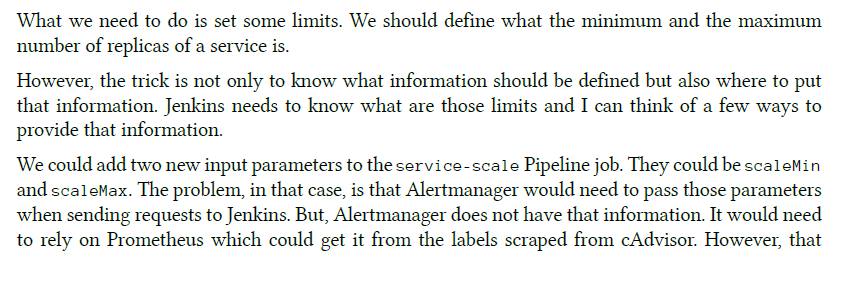 What we need to do is set some limits. We should define what the minimum and the maximum
number of replicas of a service is.
However, the trick is not only to know what information should be defined but also where to put
that information. Jenkins needs to know what are those limits and I can think of a few ways to
provide that information.
We could add two new input parameters to the service-scale Pipeline job. They could be scaleMin
and scaleMax. The problem, in that case, is that Alertmanager would need to pass those parameters
when sending requests to Jenkins. But, Alertmanager does not have that information. It would need
to rely on Prometheus which could get it from the labels scraped from cAdvisor. However, that